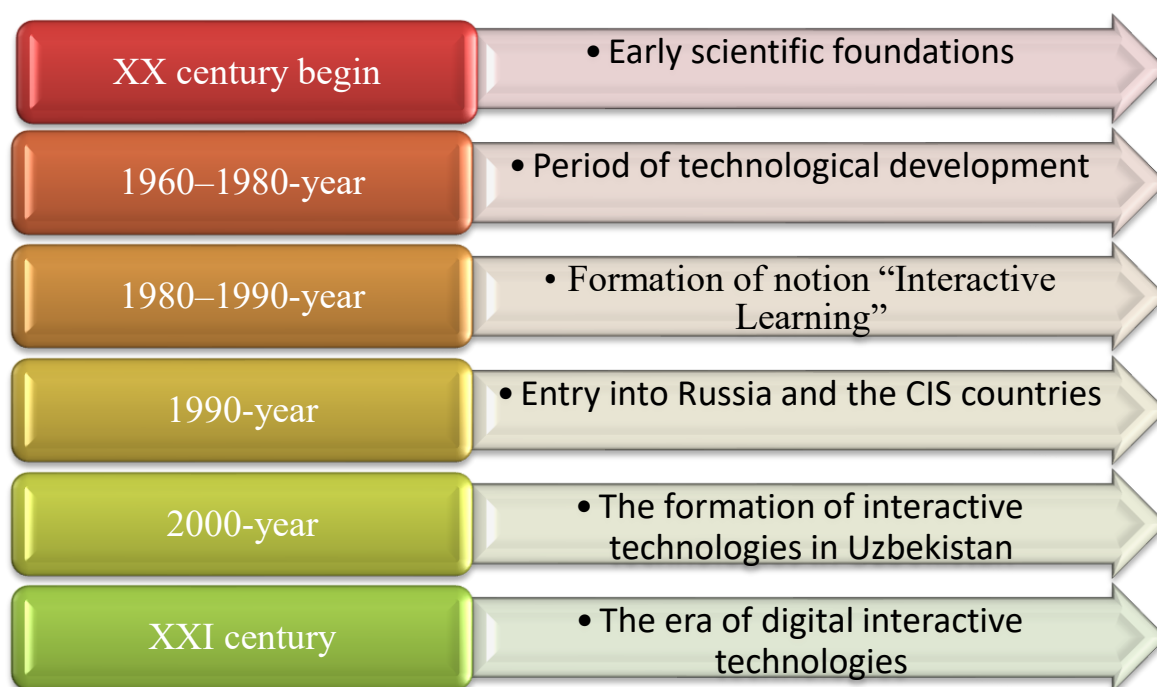 XX century begin
• Early scientific foundations
1960–1980-year
• Period of technological development
1980–1990-year
• Formation of notion “Interactive
Learning”
1990-year
• Entry into Russia and the CIS countries
2000-year
• The formation of interactive
technologies in Uzbekistan
XXI century
• The era of digital interactive
technologies